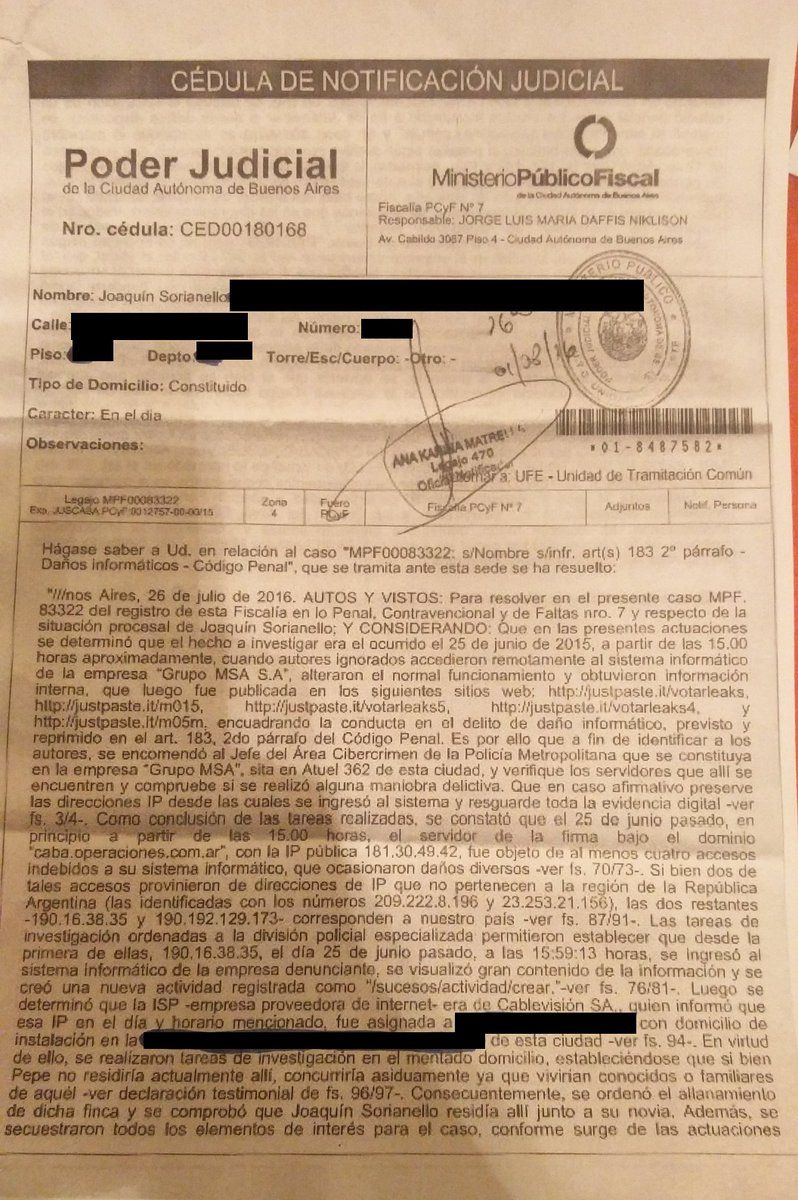 CÉDULA DE NOTIFICACIÓN JUDICIAL
Poder Judicial
de la Ciudad Autónoma de Buenos Aires
Nro. cédula: CED00180168
MinisterioPúblicoFiscal
de la Ciudad Autónoma de Buenos Aires
Fiscalía PCyF N° 7
Responsable: JORGE LUIS MARIA DAFFIS NIKLISON
Av. Cabildo 3067 Piso 4 - Ciudad Autónoma de Buenos Aires
Nombre: Joaquín Sorianello
Calle:
Número:
Piso:
Depto:
Torre/Esc/Cuerpo: -Otro: -
Tipo de Domicilio: Constituido
Caracter: En el día
Observaciones:
MINISTERIO PUBLICO
01/08/16
ANA KARINA
Legajo 470
*01-8487582*
a: UFE - Unidad de Tramitación Común
Legajo MPF00083322
Exp. JUSCABA PCyF 0012757-00-00/15
Zona
4
Fuero
PCyF
Fiscalía PCyF N° 7
Adjuntos
Notif. Persona
Hágase saber a Ud. en relación al caso "MPF00083322: s/Nombre s/infr. art(s) 183 2º párrafo -
Daños informáticos - Código Penal", que se tramita ante esta sede se ha resuelto:
"///nos Aires, 26 de julio de 2016. AUTOS Y VISTOS: Para resolver en el presente caso MPF.
83322 del registro de esta Fiscalía en lo Penal, Contravencional y de Faltas nro. 7 y respecto de la
situación procesal de Joaquín Sorianello; Y CONSIDERANDO: Que en las presentes actuaciones
se determinó que el hecho a investigar era el ocurrido el 25 de junio de 2015, a partir de las 15.00
horas aproximadamente, cuando autores ignorados accedieron remotamente al sistema informático
de la empresa "Grupo MSA S.A", alteraron el normal funcionamiento y obtuvieron información
interna, que luego fue publicada en los siguientes sitios web: http://justpaste.it/votarleaks,
http://justpaste.it/m015, http://justpaste.it/votarleaks5, http://justpaste.it/votarleaks4, y
http://justpaste.it/m05m, encuadrando la conducta en el delito de daño informático, previsto y
reprimido en el art. 183, 2do párrafo del Código Penal. Es por ello que a fin de identificar a los
autores, se encomendó al Jefe del Área Cibercrimen de la Policía Metropolitana que se constituya
en la empresa "Grupo MSA", sita en Atuel 362 de esta ciudad, y verifique los servidores que allí se
encuentren y compruebe si se realizó alguna maniobra delictiva. Que en caso afirmativo preserve
las direcciones IP desde las cuales se ingresó al sistema y resguarde toda la evidencia digital -ver
fs. 3/4-. Como conclusión de las tareas realizadas, se constató que el 25 de junio pasado, en
principio a partir de las 15.00 horas, el servidor de la firma bajo el dominio
"caba.operaciones.com.ar", con la IP pública 181.30.49.42, fue objeto de al menos cuatro accesos
indebidos a su sistema informático, que ocasionaron daños diversos -ver fs. 70/73-. Si bien dos de
tales accesos provinieron de direcciones de IP que no pertenecen a la región de la República
Argentina (las identificadas con los números 209.222.8.196 y 23.253.21.156), las dos restantes
-190.16.38.35 y 190.192.129.173- corresponden a nuestro país -ver fs. 87/91-. Las tareas de
investigación ordenadas a la división policial especializada permitieron establecer que desde la
primera de ellas, 190.16.38.35, el día 25 de junio pasado, a las 15:59:13 horas, se ingresó al
sistema informático de la empresa denunciante, se visualizó gran contenido de la información y se
creó una nueva actividad registrada como "/sucesos/actividad/crear."-ver fs. 76/81-. Luego se
determinó que la ISP -empresa proveedora de internet- era de Cablevisión SA., quien informó que
esa IP en el día y horario mencionado, fue asignada a con domicilio de
instalación en la de esta ciudad -ver fs. 94-. En virtud
de ello, se realizaron tareas de investigación en el mentado domicilio, estableciéndose que si bien
Pepe no residiría actualmente allí, concurriría asiduamente ya que vivirían conocidos o familiares
de aquél -ver declaración testimonial de fs. 96/97-. Consecuentemente, se ordenó el allanamiento
de dicha finca y se comprobó que Joaquín Sorianello residía allí junto a su novia. Además, se
secuestraron todos los elementos de interés para el caso, conforme surge de las actuaciones